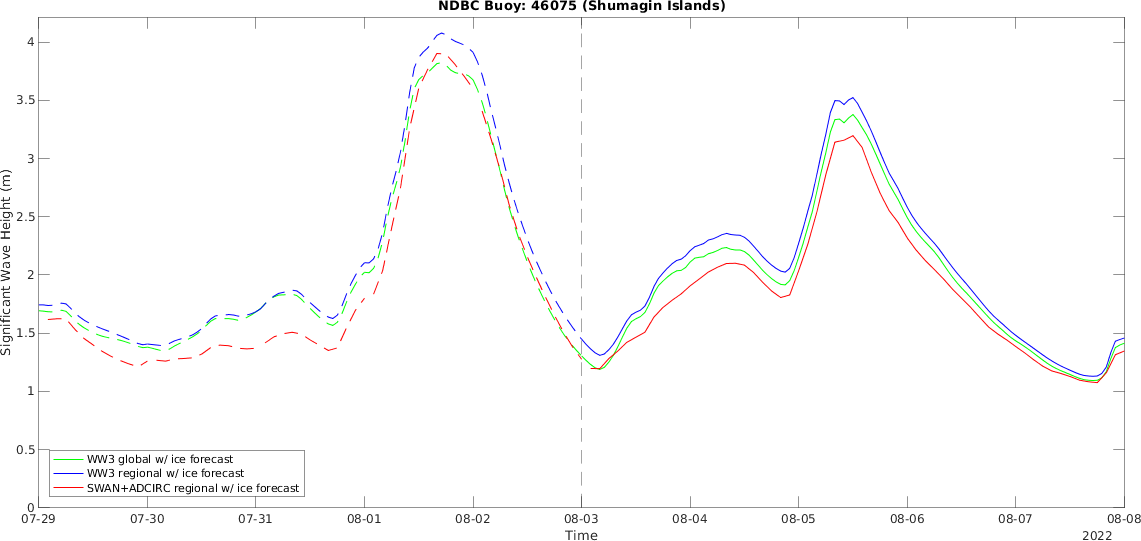 NDBC Buoy: 46075 (Shumagin Islands)
Significant Wave Height (m)
4
3.5
3
2.5
2
1.5
1
0.5
0
WW3 global w/ ice forecast
WW3 regional w/ ice forecast
SWAN+ADCIRC regional w/ ice forecast
07-29 07-30 07-31 08-01 08-02 08-03 08-04 08-05 08-06 08-07 08-08
Time
2022